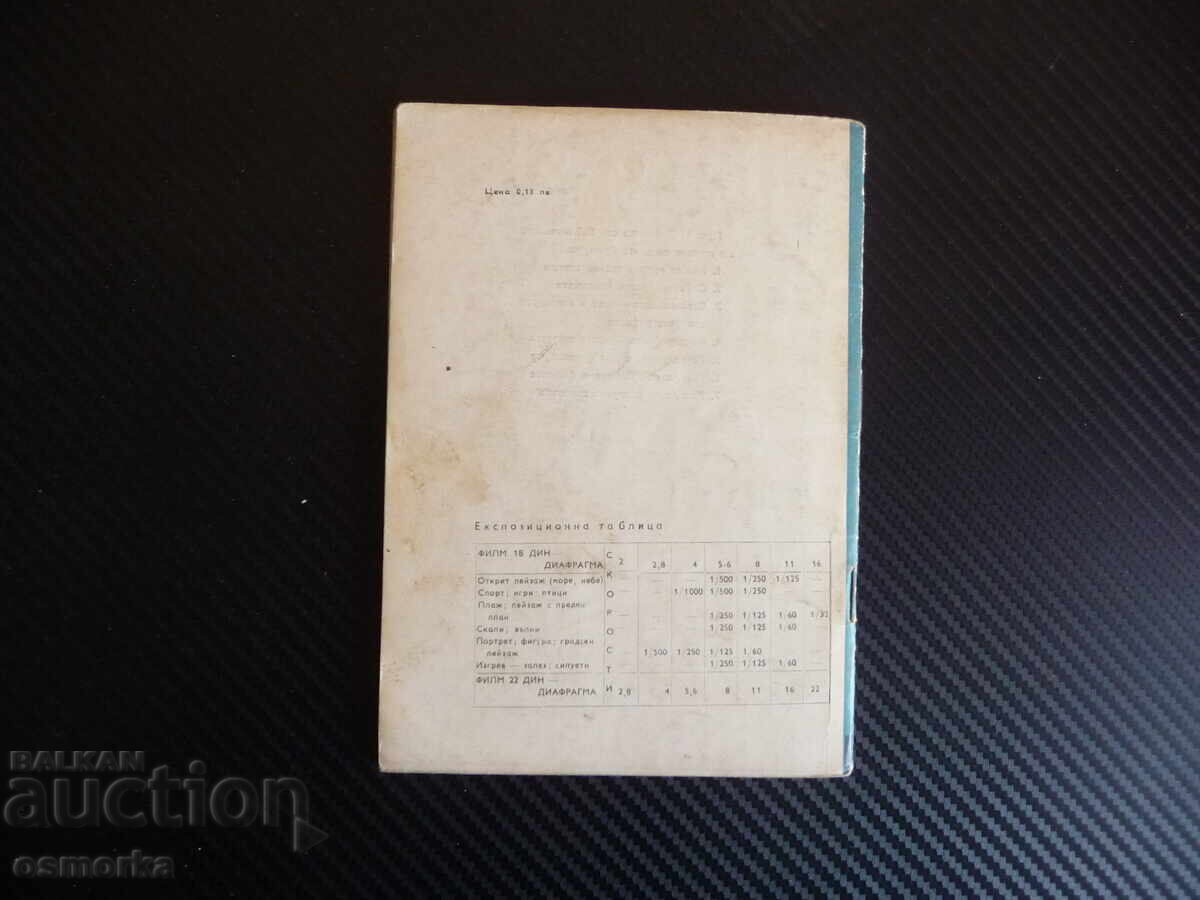 Цена 0,13 лв
Експозиционна таблица
ФИЛМ 18 ДИН —
ДИАФРАГМА 2 2,8 4 5-6 8 11 16
СКОРОСТИ
Открит пейзаж (море, небе) — — — 1/500 1/250 1/125 —
Спорт; игри; птици — — 1/1000 1/500 1/250
Плаж; пейзаж с преден
план — — — 1/250 1/125 1/60 1/32
Скали; вълни — 1/250 1/125 1/60
Портрет; фигура; градски
пейзаж — 1/500 1/250 1/125 1/60 — —
Изгрев — залез; силуети — — — 1/250 1/125 1/60 —
ФИЛМ 22 ДИН —
ДИАФРАГМА 2,8 4 5,6 8 11 16 22
BALKAN
auction
osmorka